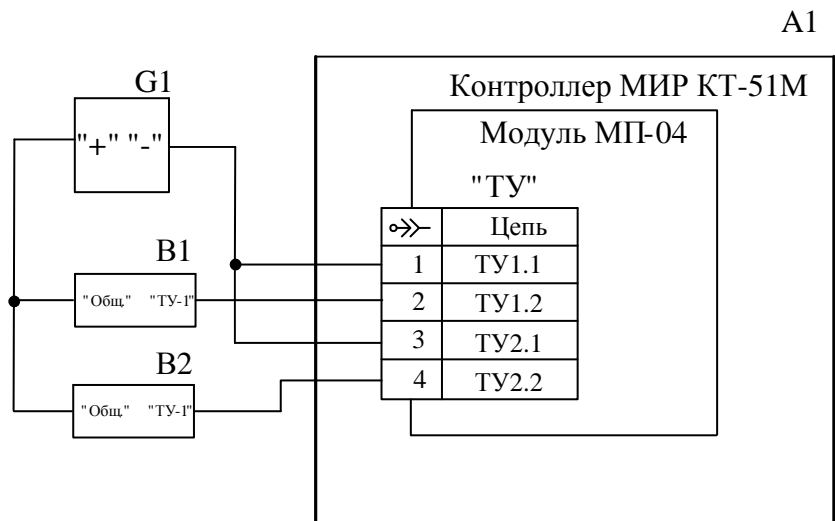 A1
G1
Контроллер МИР КТ-51М
"+" "-"
Модуль МП-04
"ТУ"
Цепь
B1
1 ТУ1.1
"Общ." "ТУ-1"
2 ТУ1.2
3 ТУ2.1
B2
4 ТУ2.2
"Общ." "ТУ-1"